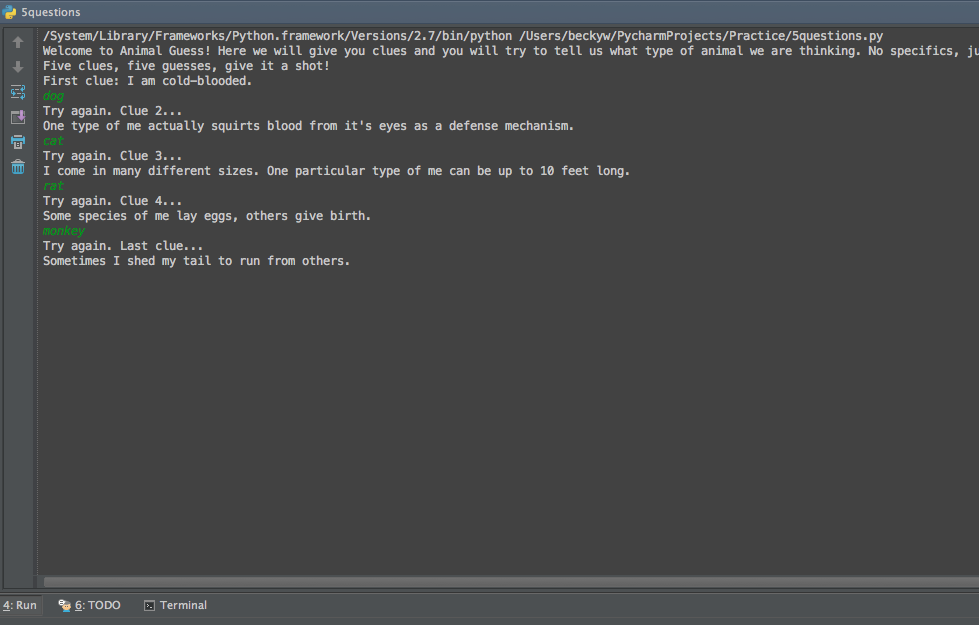 5questions
/System/Library/Frameworks/Python.framework/Versions/2.7/bin/python /Users/beckyw/PycharmProjects/Practice/5questions.py
Welcome to Animal Guess! Here we will give you clues and you will try to tell us what type of animal we are thinking. No specifics, ju
Five clues, five guesses, give it a shot!
First clue: I am cold-blooded.
dog
Try again. Clue 2...
One type of me actually squirts blood from it's eyes as a defense mechanism.
cat
Try again. Clue 3...
I come in many different sizes. One particular type of me can be up to 10 feet long.
rat
Try again. Clue 4...
Some species of me lay eggs, others give birth.
monkey
Try again. Last clue...
Sometimes I shed my tail to run from others.
4: Run 6: TODO Terminal